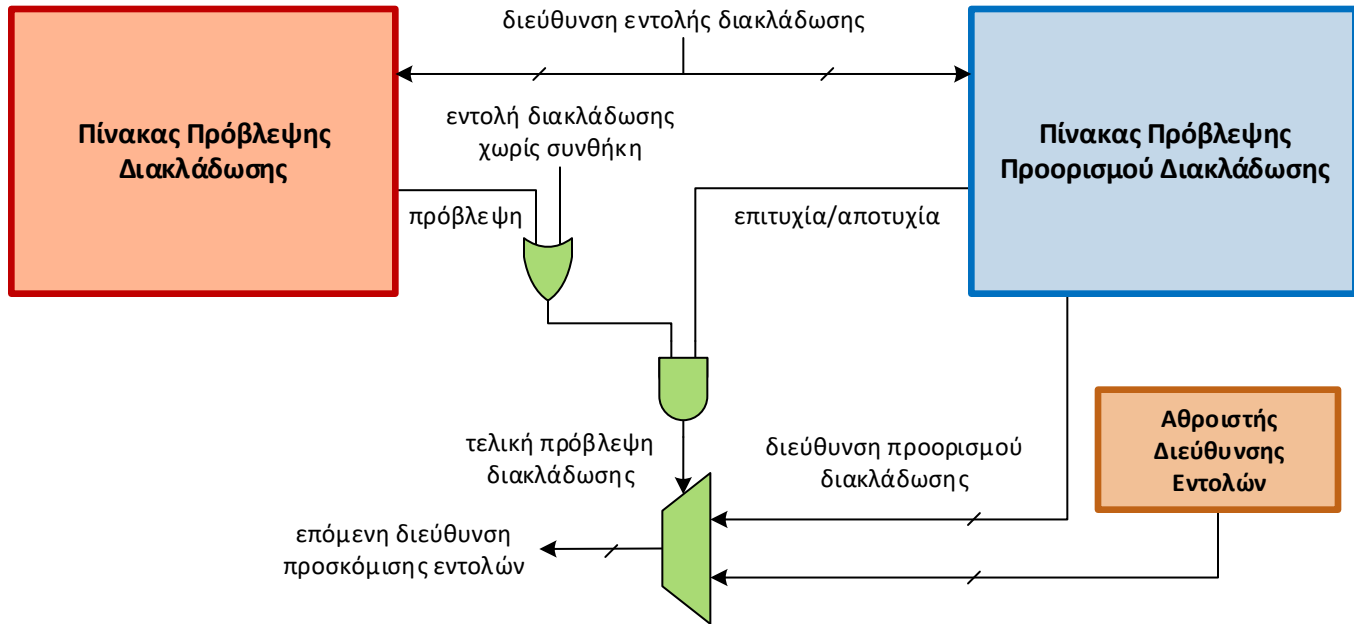 διεύθυνση εντολής διακλάδωσης
Πίνακας Πρόβλεψης
Διακλάδωσης
εντολή διακλάδωσης
χωρίς συνθήκη
Πίνακας Πρόβλεψης
Προορισμού Διακλάδωσης
πρόβλεψη
επιτυχία/αποτυχία
Αθροιστής
Διεύθυνσης
Εντολών
τελική πρόβλεψη
διακλάδωσης
διεύθυνση προορισμού
διακλάδωσης
επόμενη διεύθυνση
προσκόμισης εντολών